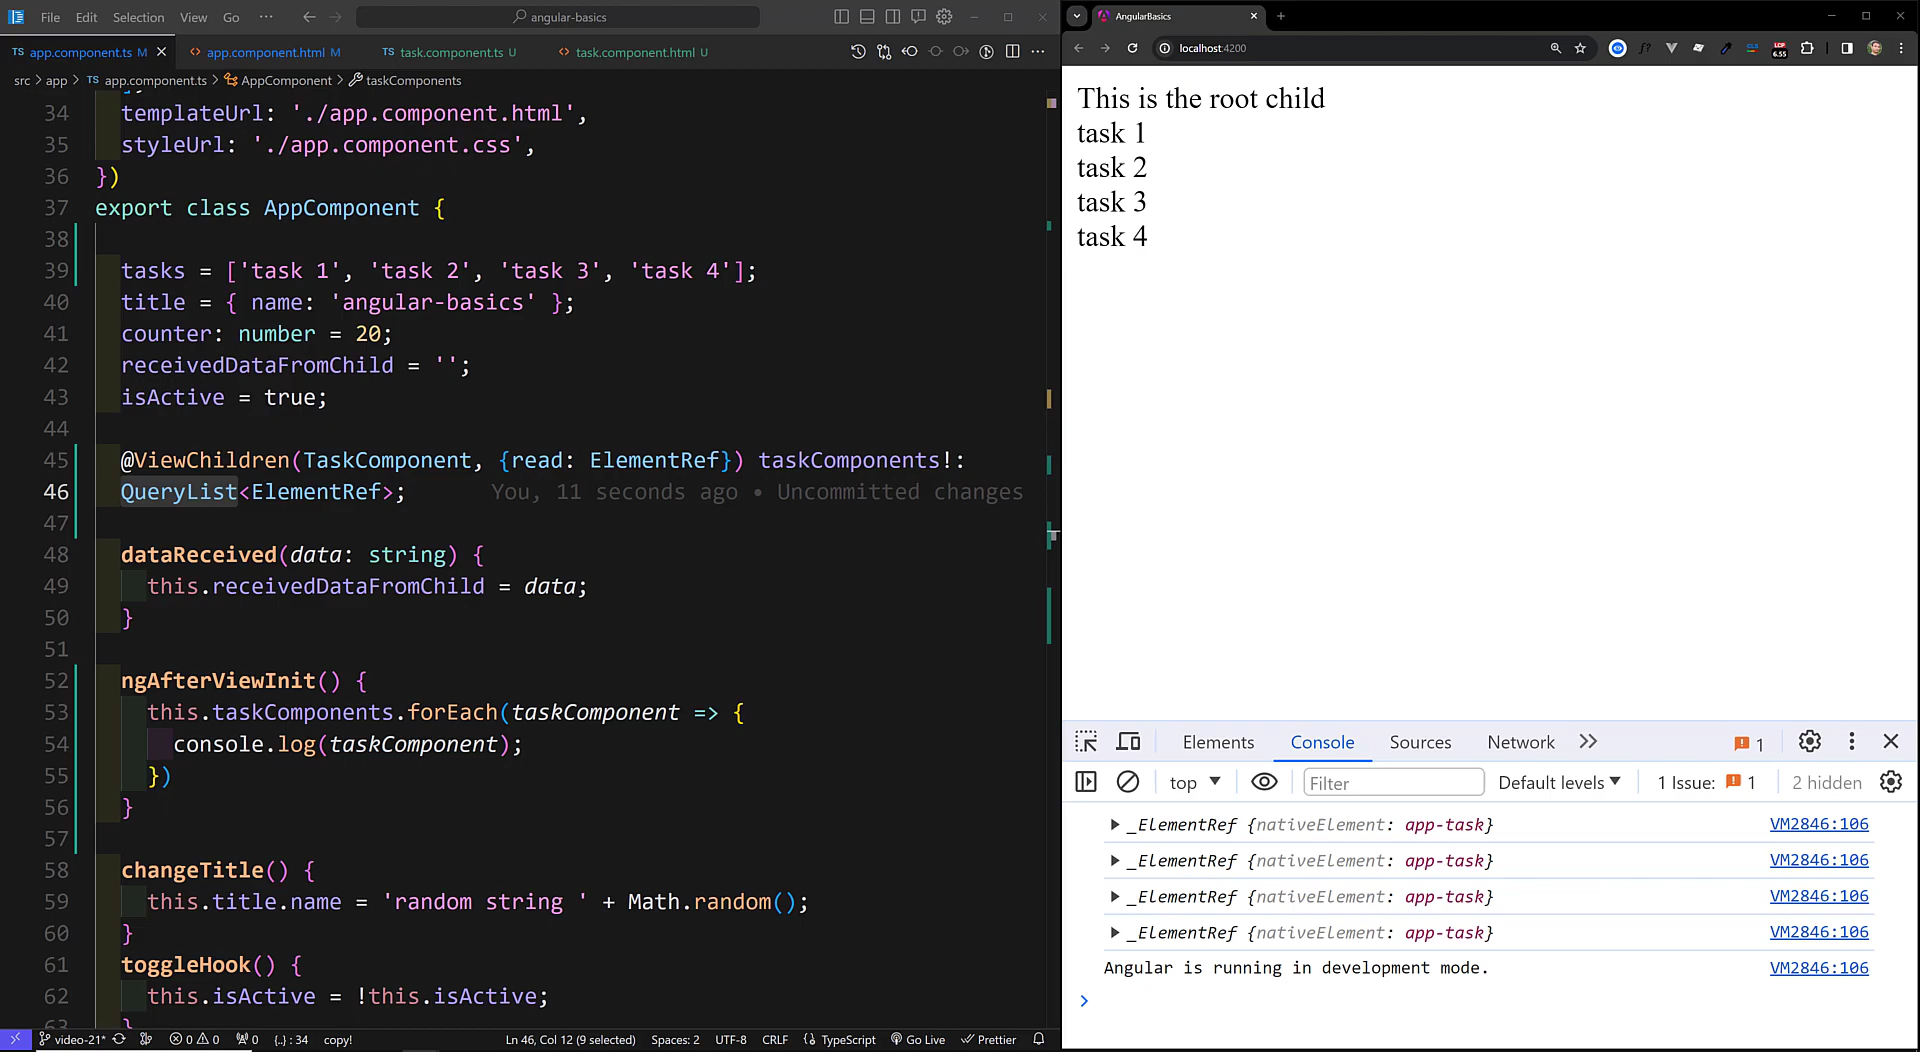 File Edit Selection View Go ··· angular-basics
TS app.component.ts M <> app.component.html M TS task.component.ts U <> task.component.html U
src > app > TS app.component.ts > AppComponent > taskComponents
34 templateUrl: './app.component.html',
35 styleUrl: './app.component.css',
36 })
37 export class AppComponent {
38
39 tasks = ['task 1', 'task 2', 'task 3', 'task 4'];
40 title = { name: 'angular-basics' };
41 counter: number = 20;
42 receivedDataFromChild = '';
43 isActive = true;
44
45 @ViewChildren(TaskComponent, {read: ElementRef}) taskComponents!:
46 QueryList<ElementRef>; You, 11 seconds ago • Uncommitted changes
47
48 dataReceived(data: string) {
49 this.receivedDataFromChild = data;
50 }
51
52 ngAfterViewInit() {
53 this.taskComponents.forEach(taskComponent => {
54 console.log(taskComponent);
55 })
56 }
57
58 changeTitle() {
59 this.title.name = 'random string ' + Math.random();
60 }
61 toggleHook() {
62 this.isActive = !this.isActive;
63 }
video-21* 0 0 0 {..} : 34 copy! Ln 46, Col 12 (9 selected) Spaces: 2 UTF-8 CRLF TypeScript Go Live Prettier
AngularBasics
localhost:4200
This is the root child
task 1
task 2
task 3
task 4
Elements Console Sources Network 1
top Filter Default levels 1 Issue: 1 2 hidden
_ElementRef {nativeElement: app-task} VM2846:106
_ElementRef {nativeElement: app-task} VM2846:106
_ElementRef {nativeElement: app-task} VM2846:106
_ElementRef {nativeElement: app-task} VM2846:106
Angular is running in development mode. VM2846:106